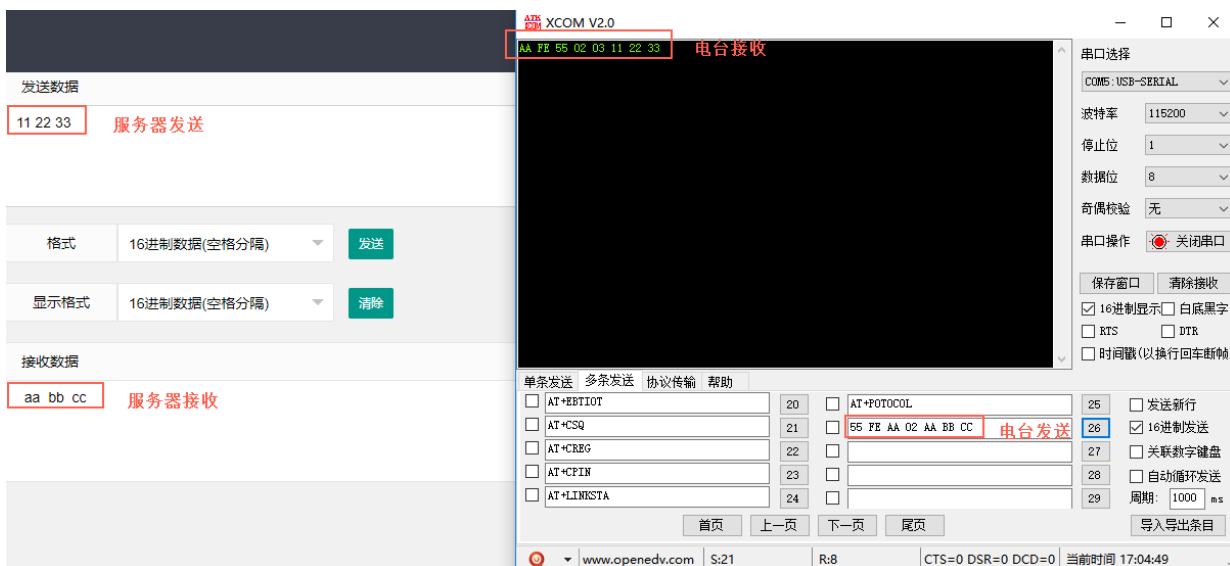 发送数据
11 22 33
服务器发送
格式
16进制数据(空格分隔)
发送
显示格式
16进制数据(空格分隔)
清除
接收数据
aa bb cc
服务器接收
ATK XCOM XCOM V2.0
AA FE 55 02 03 11 22 33
电台接收
串口选择
COM5:USB-SERIAL
波特率
115200
停止位
1
数据位
8
奇偶校验
无
串口操作
关闭串口
保存窗口
清除接收
16进制显示
白底黑字
RTS
DTR
时间戳(以换行回车断帧
单条发送
多条发送
协议传输
帮助
AT+EBTIOT
20
AT+POTOCOL
25
发送新行
AT+CSQ
21
55 FE AA 02 AA BB CC
电台发送
26
16进制发送
AT+CREG
22
27
关联数字键盘
AT+CPIN
23
28
自动循环发送
AT+LINKSTA
24
29
周期:
1000
ms
首页
上一页
下一页
尾页
导入导出条目
www.openedv.com
S:21
R:8
CTS=0 DSR=0 DCD=0
当前时间 17:04:49